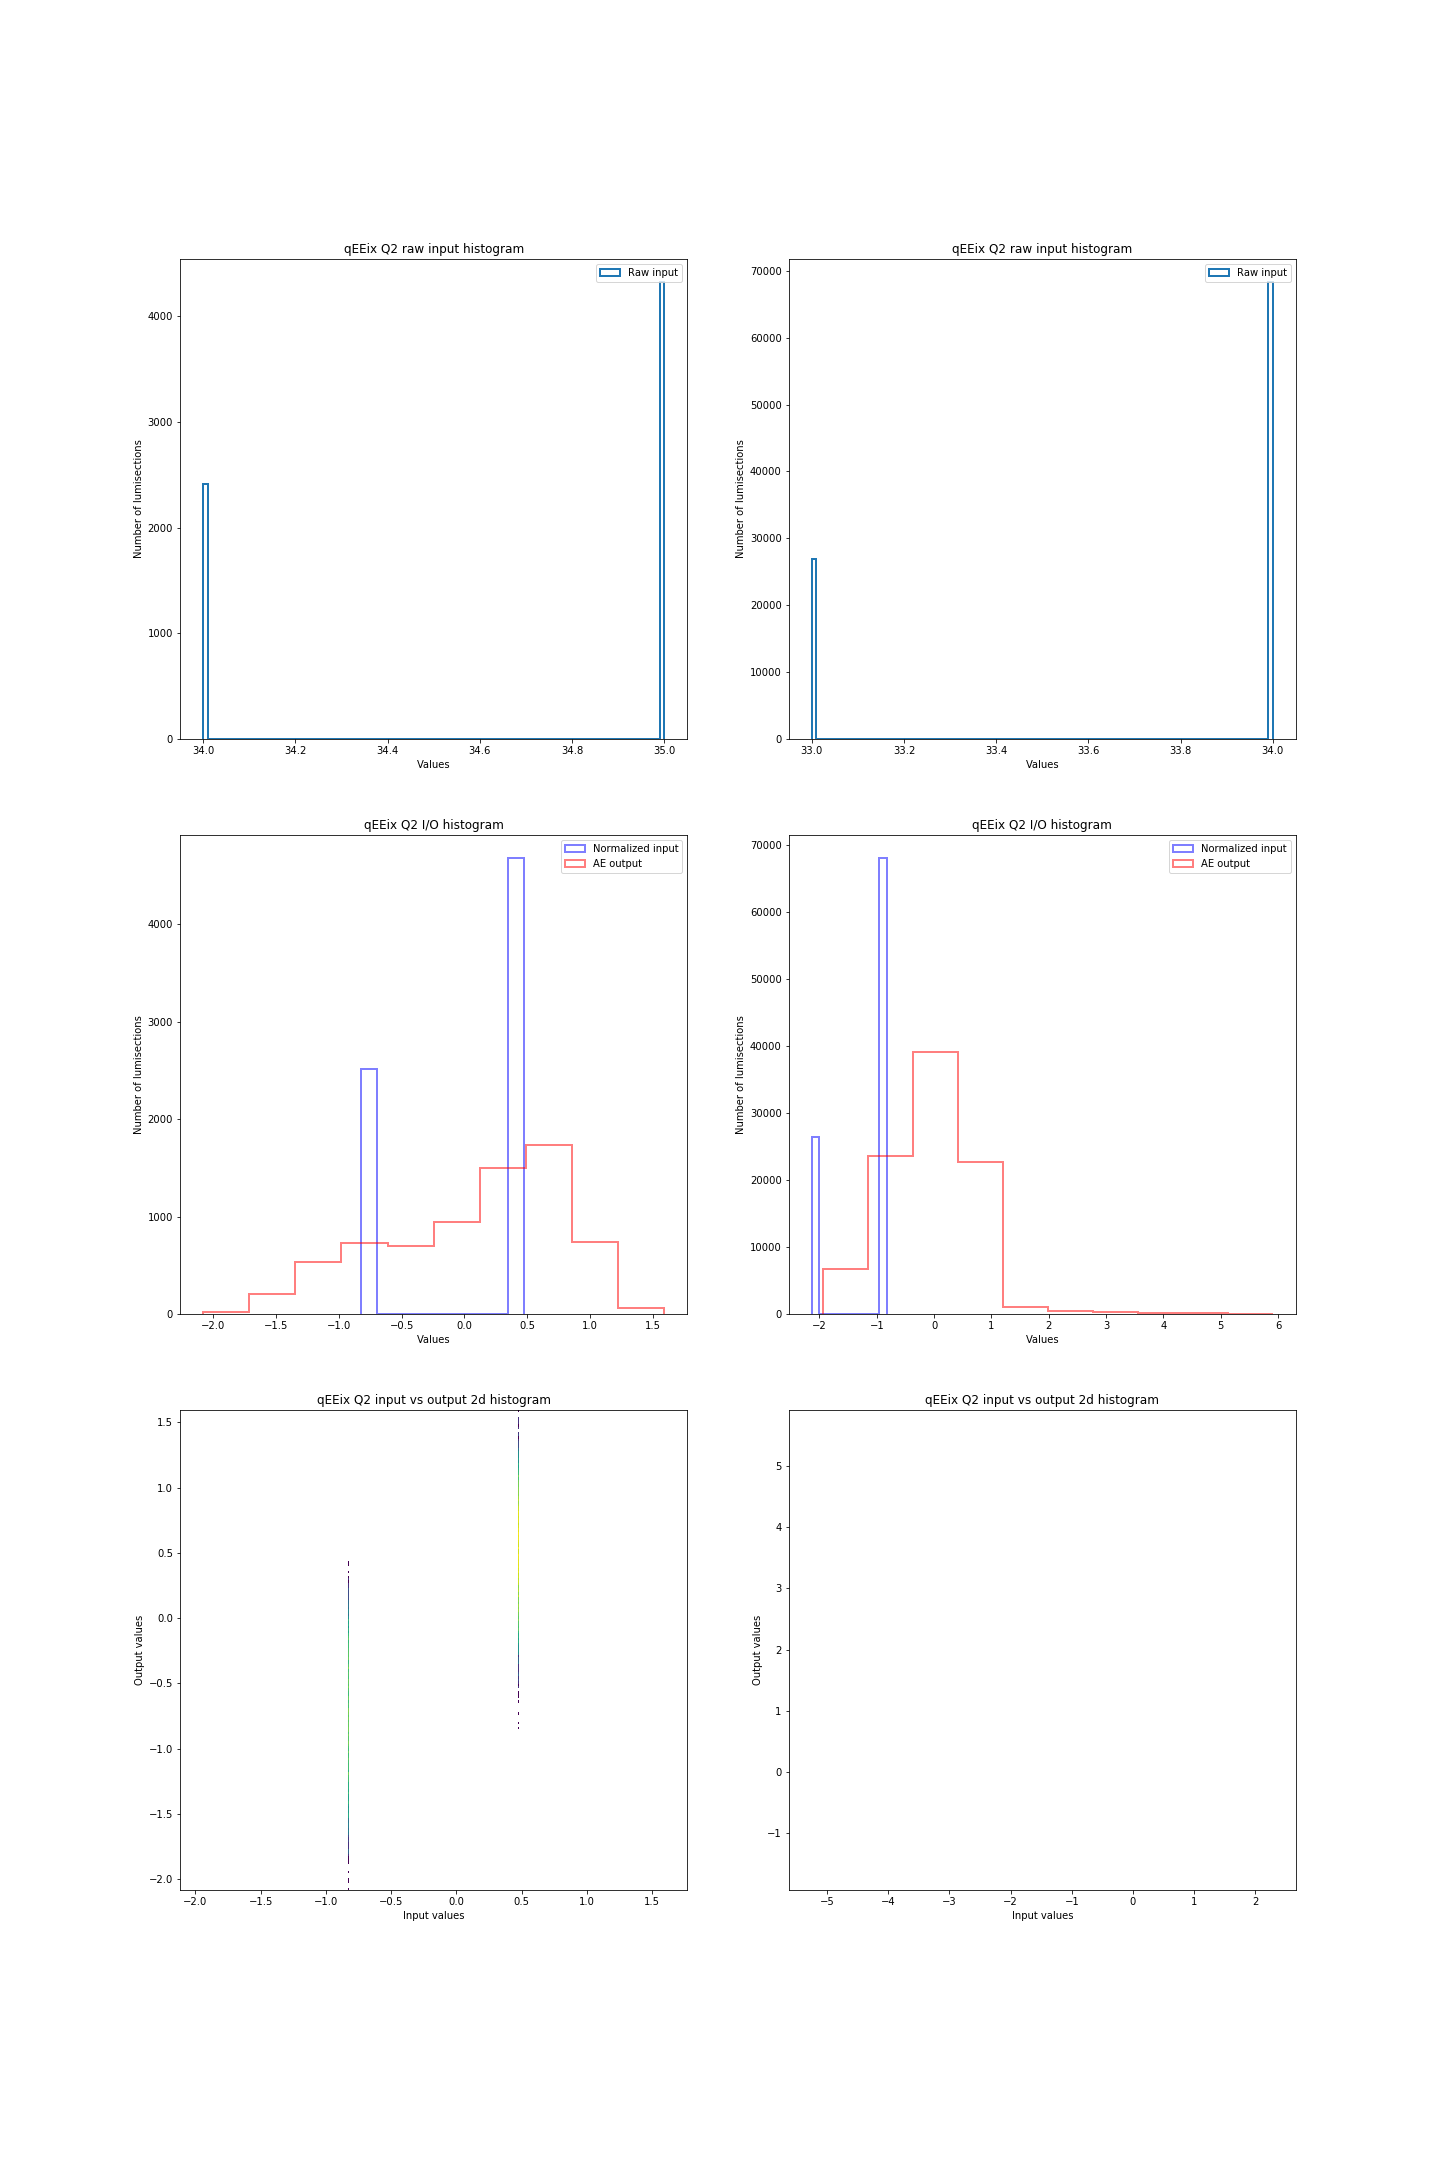 qEEix Q2 raw input histogram
Raw input
4000
3000
2000
1000
0
Number of lumisections
34.0 34.2 34.4 34.6 34.8 35.0
Values
qEEix Q2 raw input histogram
Raw input
70000
60000
50000
40000
30000
20000
10000
0
Number of lumisections
33.0 33.2 33.4 33.6 33.8 34.0
Values
qEEix Q2 I/O histogram
Normalized input
AE output
4000
3000
2000
1000
0
Number of lumisections
−2.0 −1.5 −1.0 −0.5 0.0 0.5 1.0 1.5
Values
qEEix Q2 I/O histogram
Normalized input
AE output
70000
60000
50000
40000
30000
20000
10000
0
Number of lumisections
−2 −1 0 1 2 3 4 5 6
Values
qEEix Q2 input vs output 2d histogram
1.5
1.0
0.5
0.0
−0.5
−1.0
−1.5
−2.0
Output values
−2.0 −1.5 −1.0 −0.5 0.0 0.5 1.0 1.5
Input values
qEEix Q2 input vs output 2d histogram
5
4
3
2
1
0
−1
Output values
−5 −4 −3 −2 −1 0 1 2
Input values